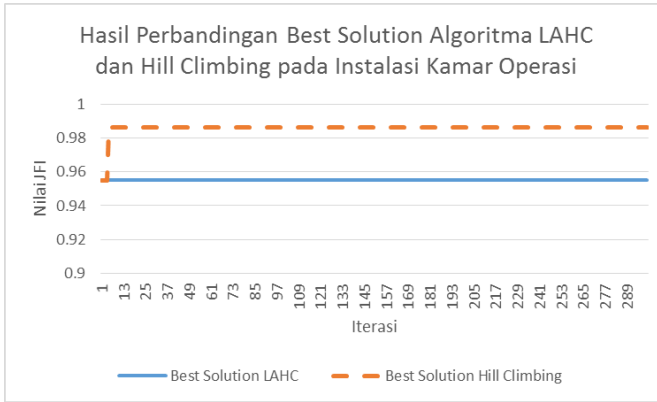 Hasil Perbandingan Best Solution Algoritma LAHC
dan Hill Climbing pada Instalasi Kamar Operasi
1
0.98
0.96
0.94
0.92
0.9
Nilai JFI
1 13 25 37 49 61 73 85 97 109 121 133 145 157 169 181 193 205 217 229 241 253 265 277 289
Iterasi
Best Solution LAHC Best Solution Hill Climbing